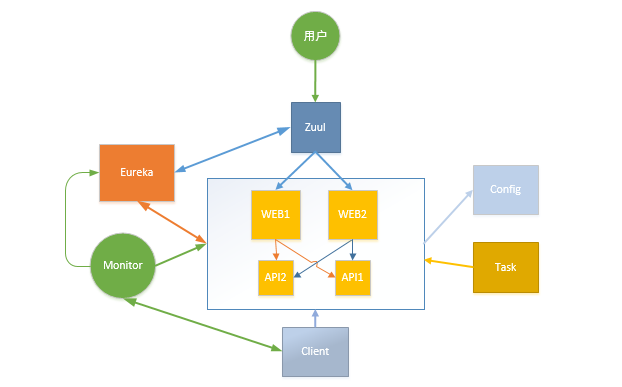 用户
Zuul
Eureka
Config
WEB1
WEB2
Monitor
Task
API2
API1
Client